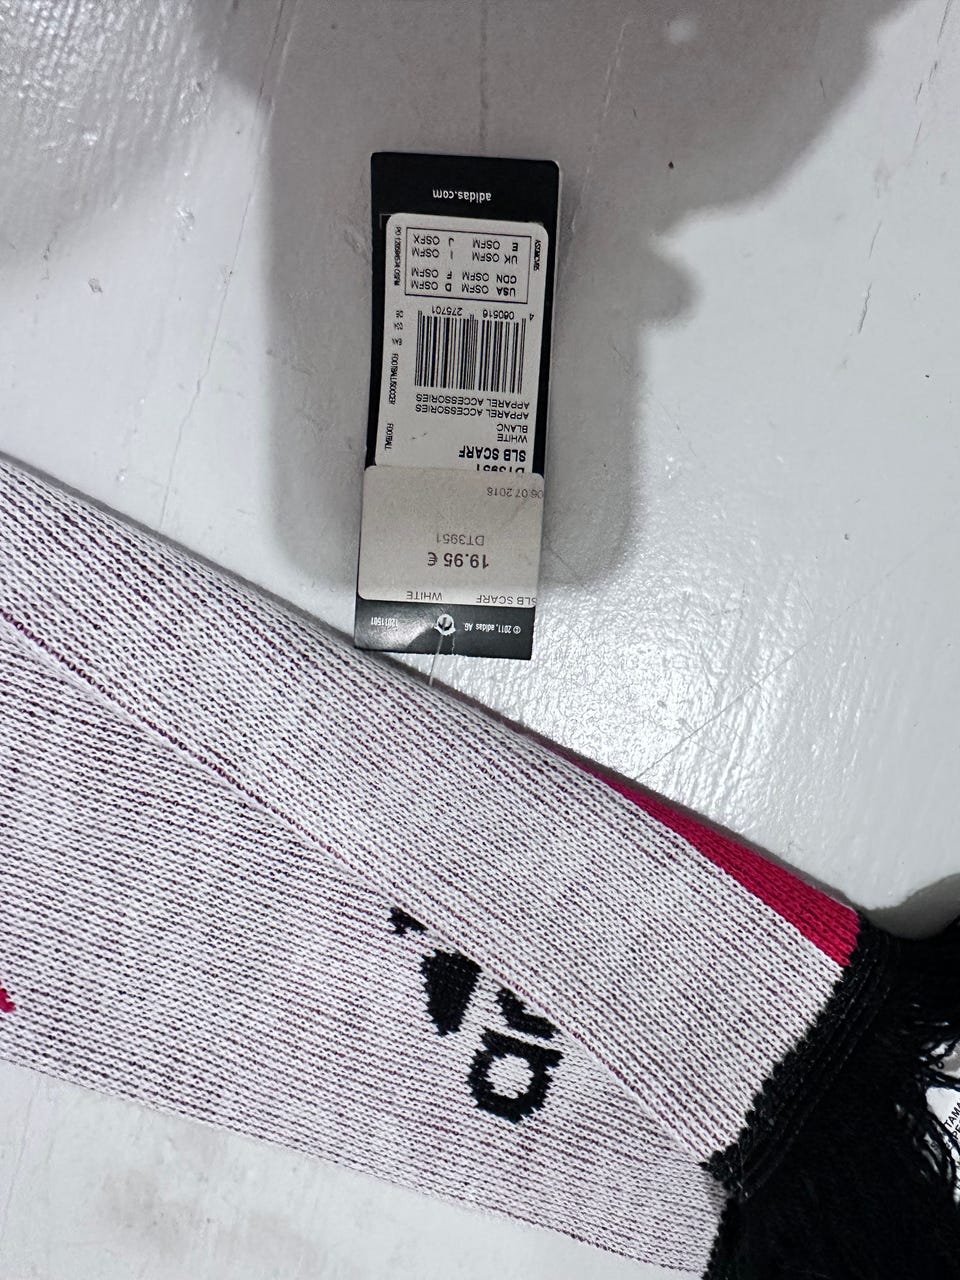 adidas.com
USA OSFM D OSFM
CDN OSFM F OSFM
UK OSFM I OSFM
E OSFM J OSFX
4 060516 275701
APPAREL ACCESSORIES
APPAREL ACCESSORIES
BLANC
WHITE
SLB SCARF
DT3951
FOOTBALL/SOCCER
FOOTBALL
06.07.2018
DT3951
19.95 €
SLB SCARF WHITE
© 2011, adidas AG. 12011501